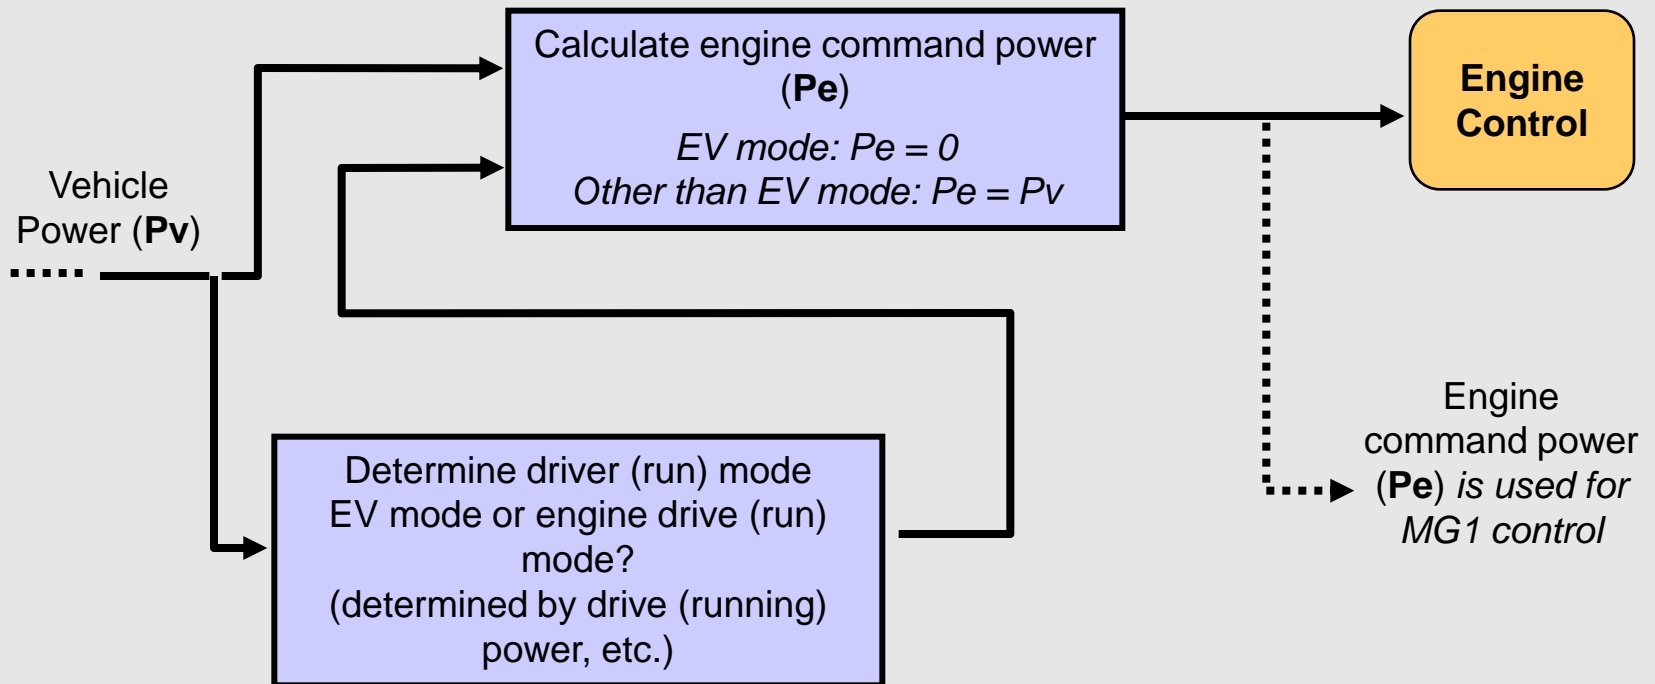 Calculate engine command power
(Pe)
EV mode: Pe = 0
Other than EV mode: Pe = Pv
Engine
Control
Vehicle
Power (Pv)
Determine driver (run) mode
EV mode or engine drive (run)
mode?
(determined by drive (running)
power, etc.)
Engine
command power
(Pe) is used for
MG1 control